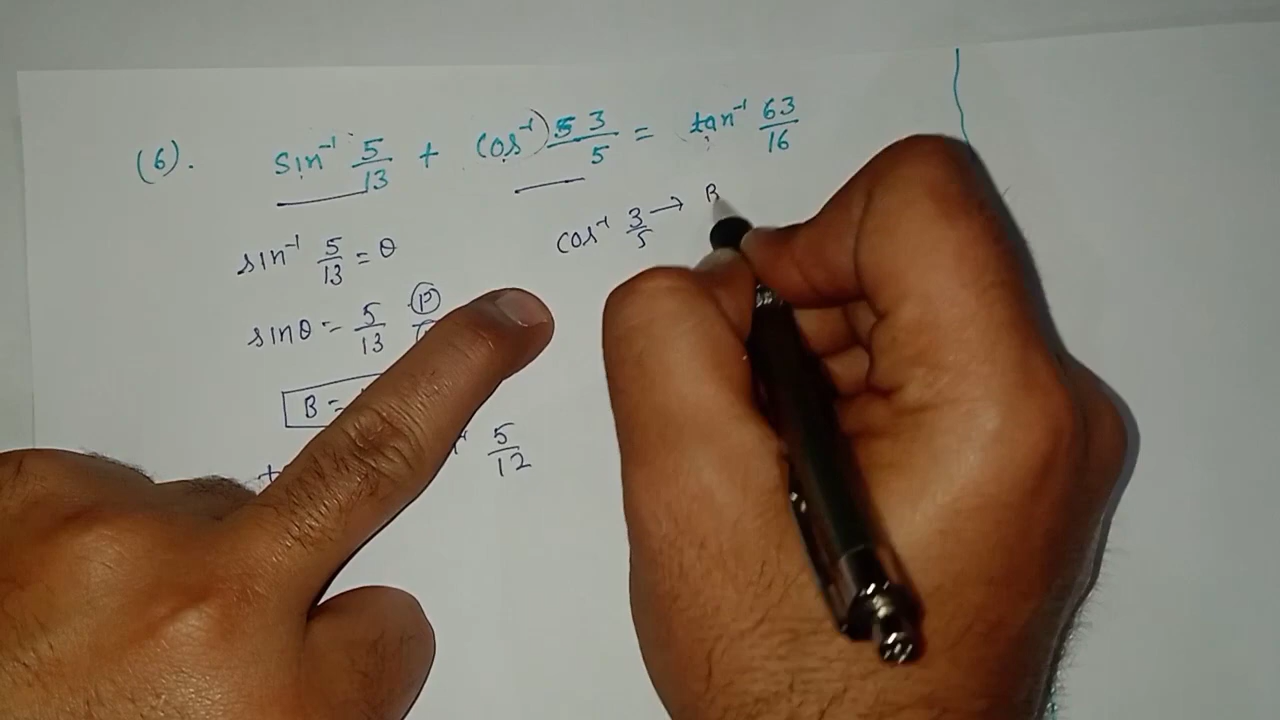 (6). sin⁻¹ 5/13 + cos⁻¹ 3/5 = tan⁻¹ 63/16
sin⁻¹ 5/13 = θ
cos⁻¹ 3/5 → B
sinθ = 5/13 P
B =
5/12